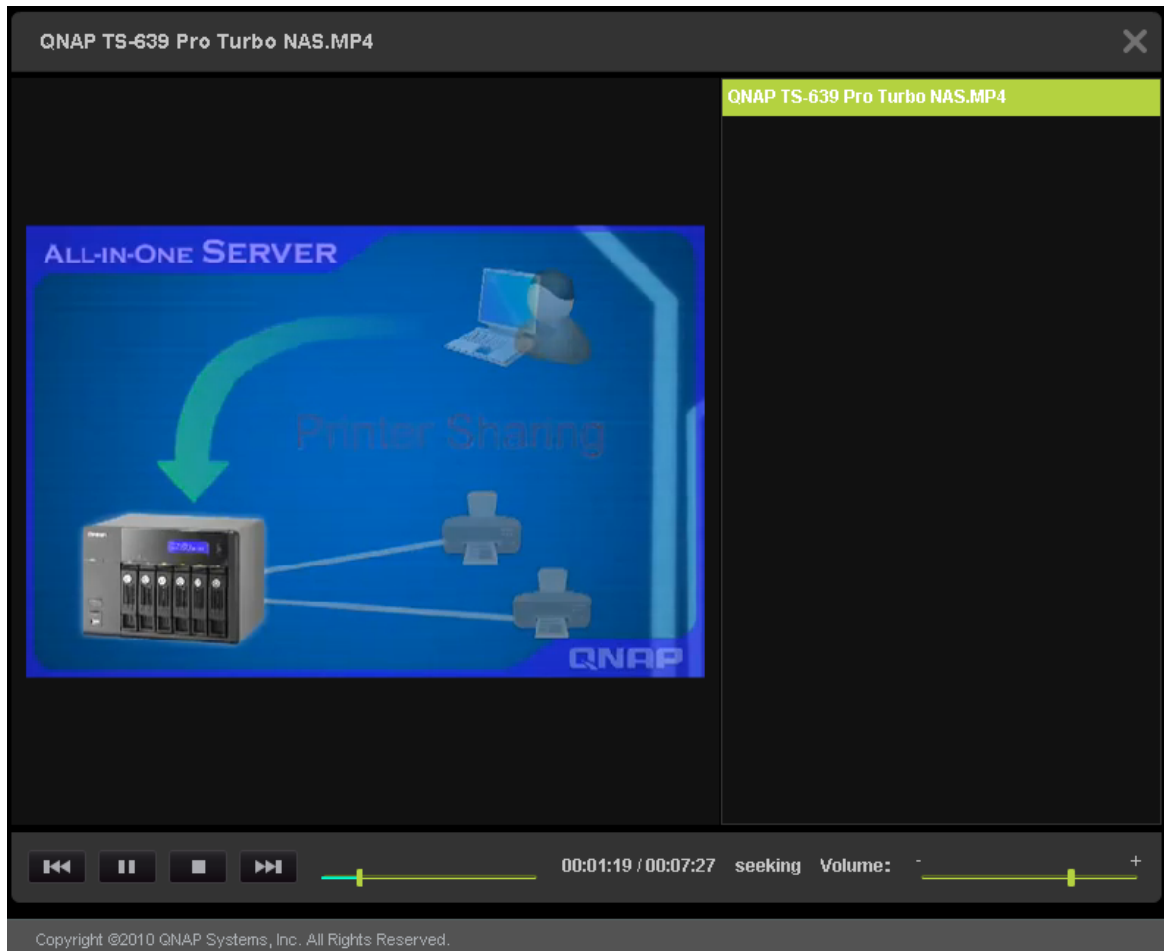 QNAP TS-639 Pro Turbo NAS.MP4
QNAP TS-639 Pro Turbo NAS.MP4
ALL-IN-ONE SERVER
Printer Sharing
QNAP
00:01:19 / 00:07:27 seeking Volume: - +
Copyright ©2010 QNAP Systems, Inc. All Rights Reserved.